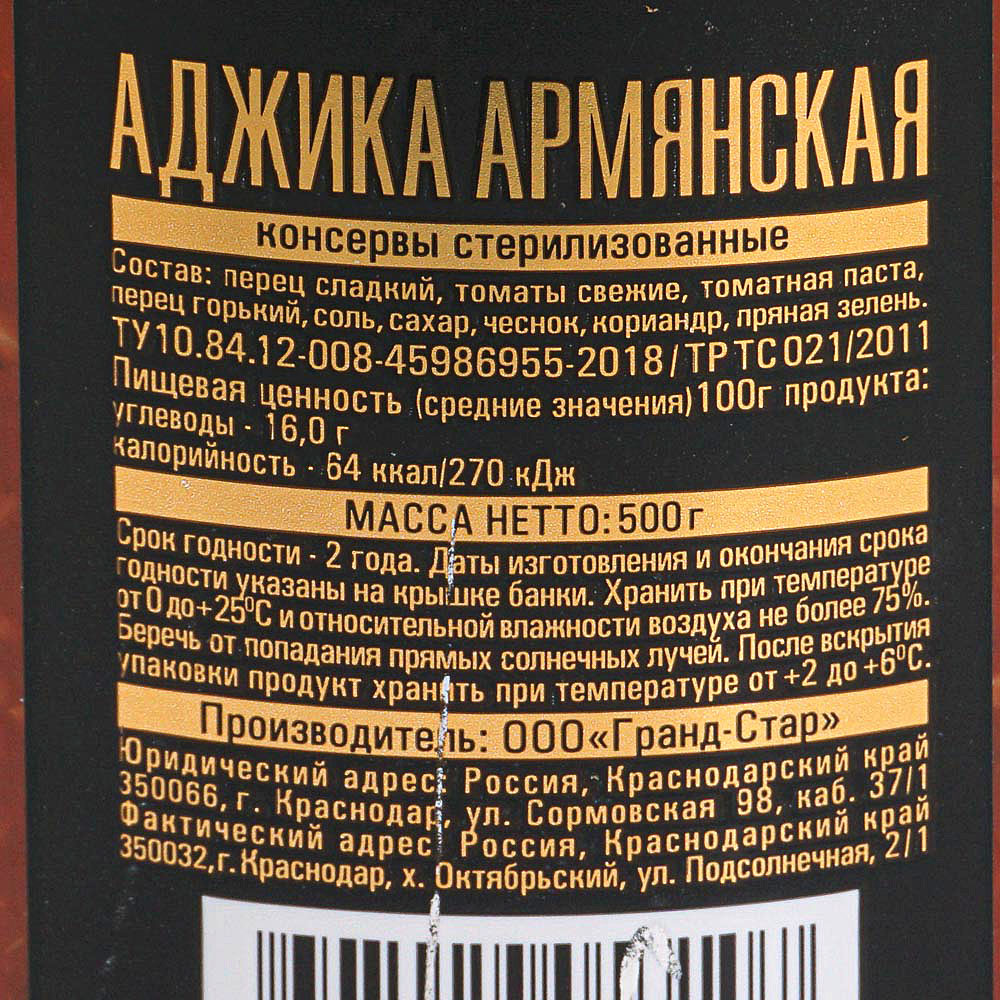 АДЖИКА АРМЯНСКАЯ
консервы стерилизованные
Состав: перец сладкий, томаты свежие, томатная паста,
перец горький, соль, сахар, чеснок, кориандр, пряная зелень.
ТУ 10.84.12-008-45986955-2018 / ТР ТС 021/2011
Пищевая ценность (средние значения) 100г продукта:
углеводы - 16,0 г
калорийность - 64 ккал/270 кДж
МАССА НЕТТО: 500 г
Срок годности - 2 года. Даты изготовления и окончания срока
годности указаны на крышке банки. Хранить при температуре
от 0 до +25⁰С и относительной влажности воздуха не более 75%.
Беречь от попадания прямых солнечных лучей. После вскрытия
упаковки продукт хранить при температуре от +2 до +6⁰С.
Производитель: ООО «Гранд-Стар»
Юридический адрес: Россия, Краснодарский край
350066, г. Краснодар, ул. Сормовская 98, каб. 37/1
Фактический адрес: Россия, Краснодарский край
350032, г. Краснодар, х. Октябрьский, ул. Подсолнечная, 2/1